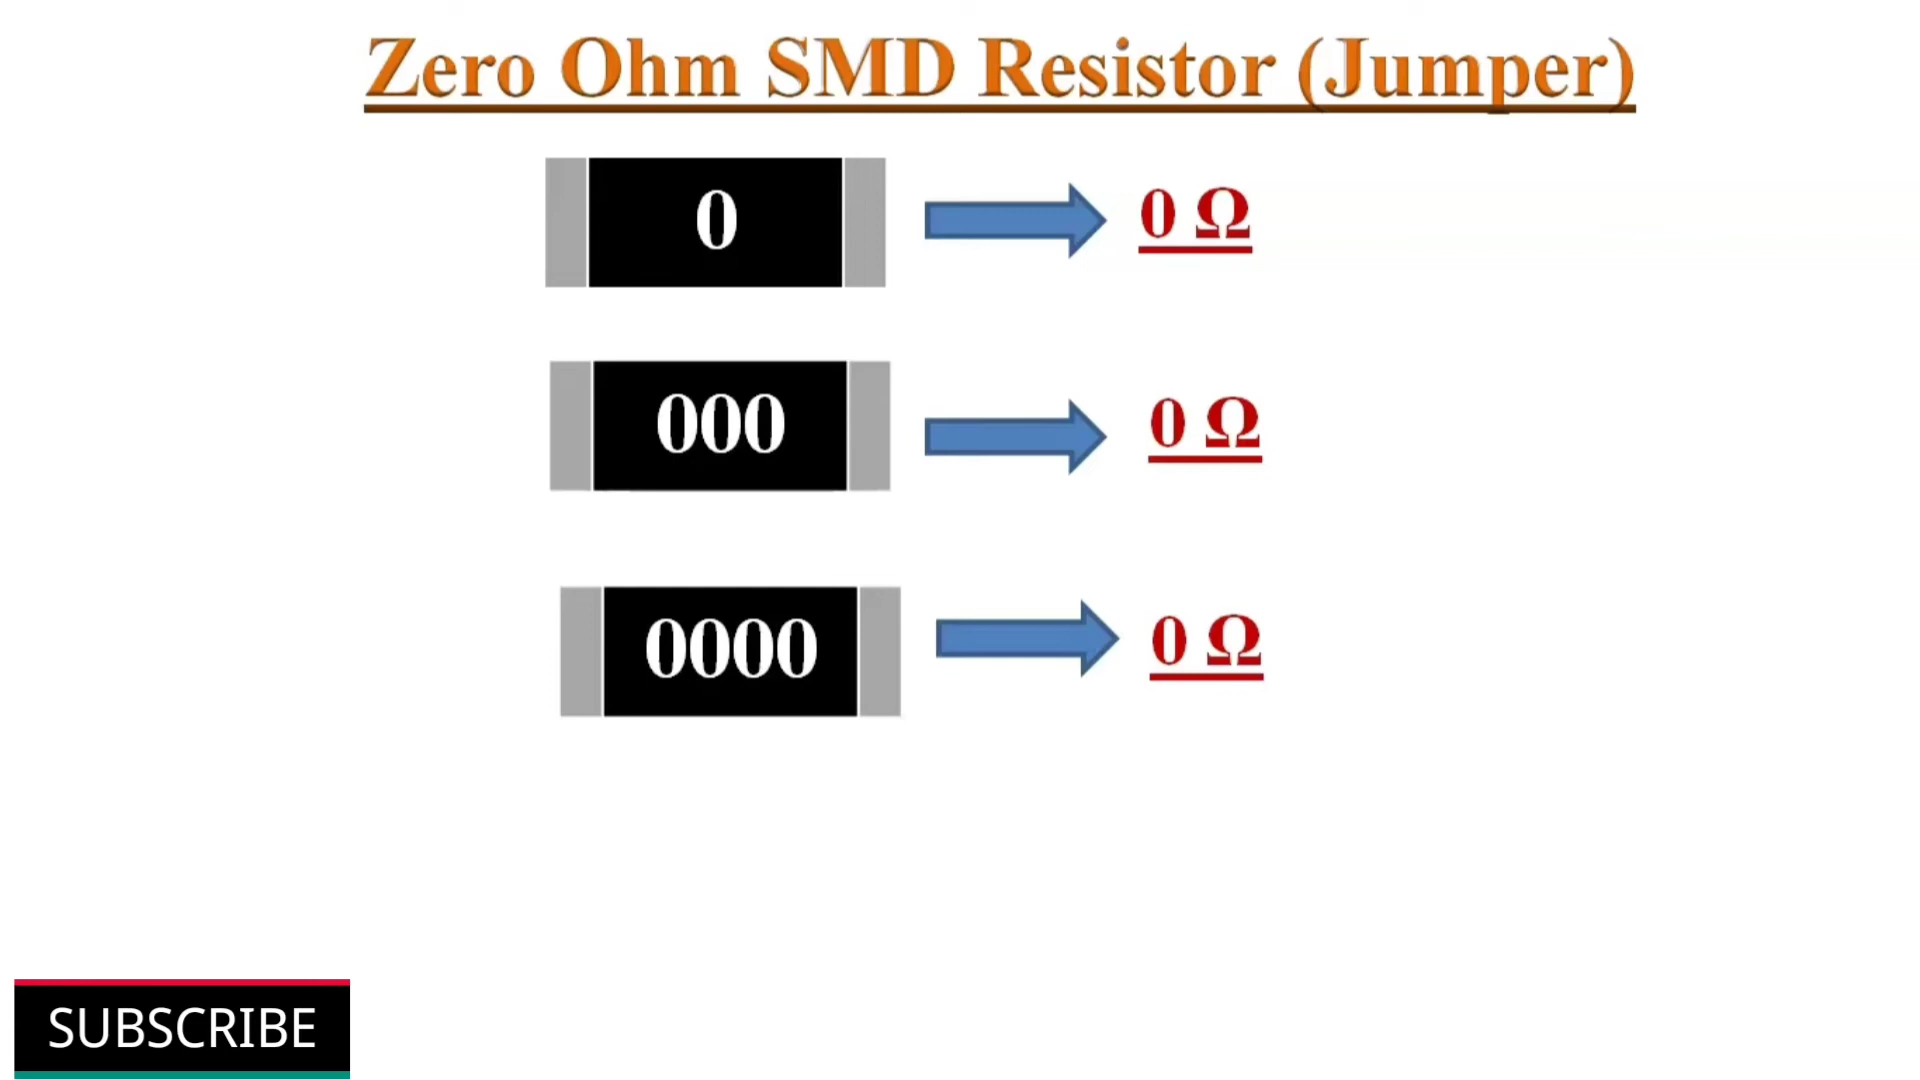 Zero Ohm SMD Resistor (Jumper)
0 0 Ω
000 0 Ω
0000 0 Ω
SUBSCRIBE